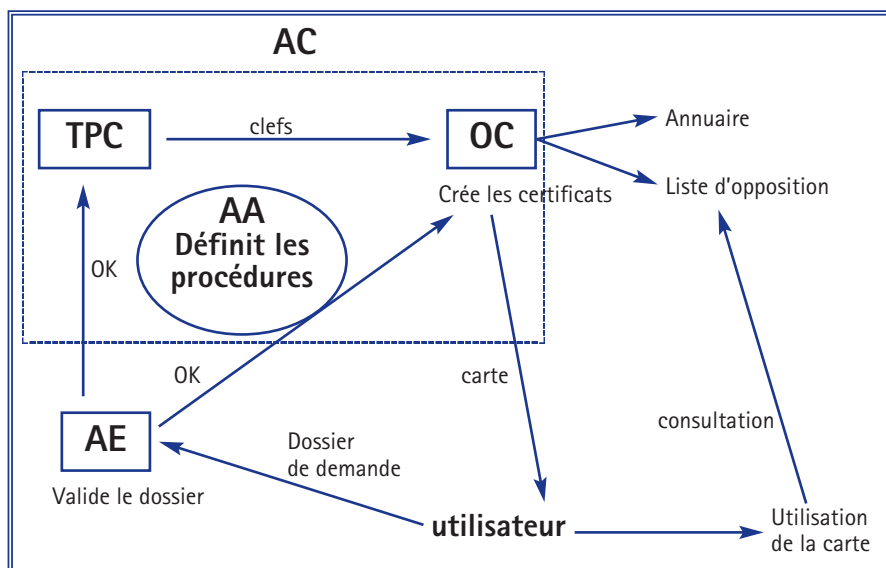 AC
TPC
clefs
OC
Annuaire
Liste d'opposition
Crée les certificats
AA
Définit les
procédures
OK
OK
carte
consultation
AE
Valide le dossier
Dossier
de demande
utilisateur
Utilisation
de la carte